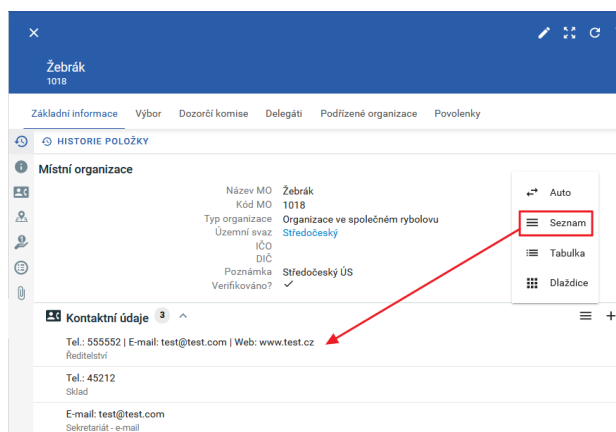 Žebrák
1018
Základní informace Výbor Dozorčí komise Delegáti Podřízené organizace Povolenky
HISTORIE POLOŽKY
Místní organizace
Název MO Žebrák
Kód MO 1018
Typ organizace Organizace ve společném rybolovu
Územní svaz Středočeský
IČO
DIČ
Poznámka Středočeský ÚS
Verifikováno?
Auto
Seznam
Tabulka
Dlaždice
Kontaktní údaje 3
Tel.: 555552 | E-mail: test@test.com | Web: www.test.cz
Ředitelství
Tel.: 45212
Sklad
E-mail: test@test.com
Sekretariát - e-mail